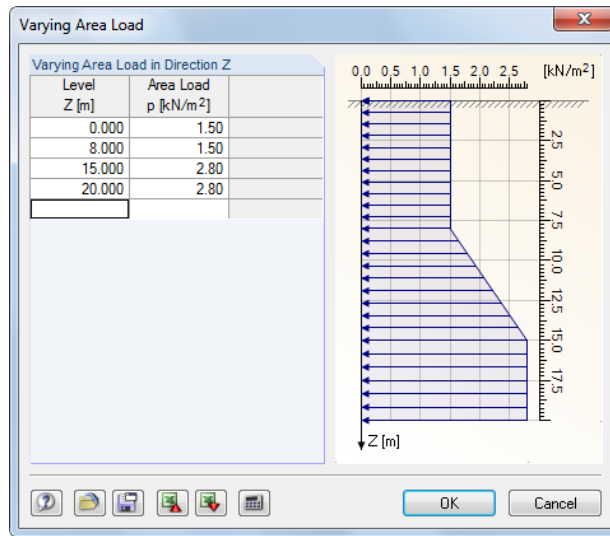 Varying Area Load
Varying Area Load in Direction Z
Level Area Load
Z [m] p [kN/m²]
0.000 1.50
8.000 1.50
15.000 2.80
20.000 2.80
0.0 0.5 1.0 1.5 2.0 2.5 [kN/m²]
2.5
5.0
7.5
10.0
12.5
15.0
17.5
Z [m]
OK Cancel